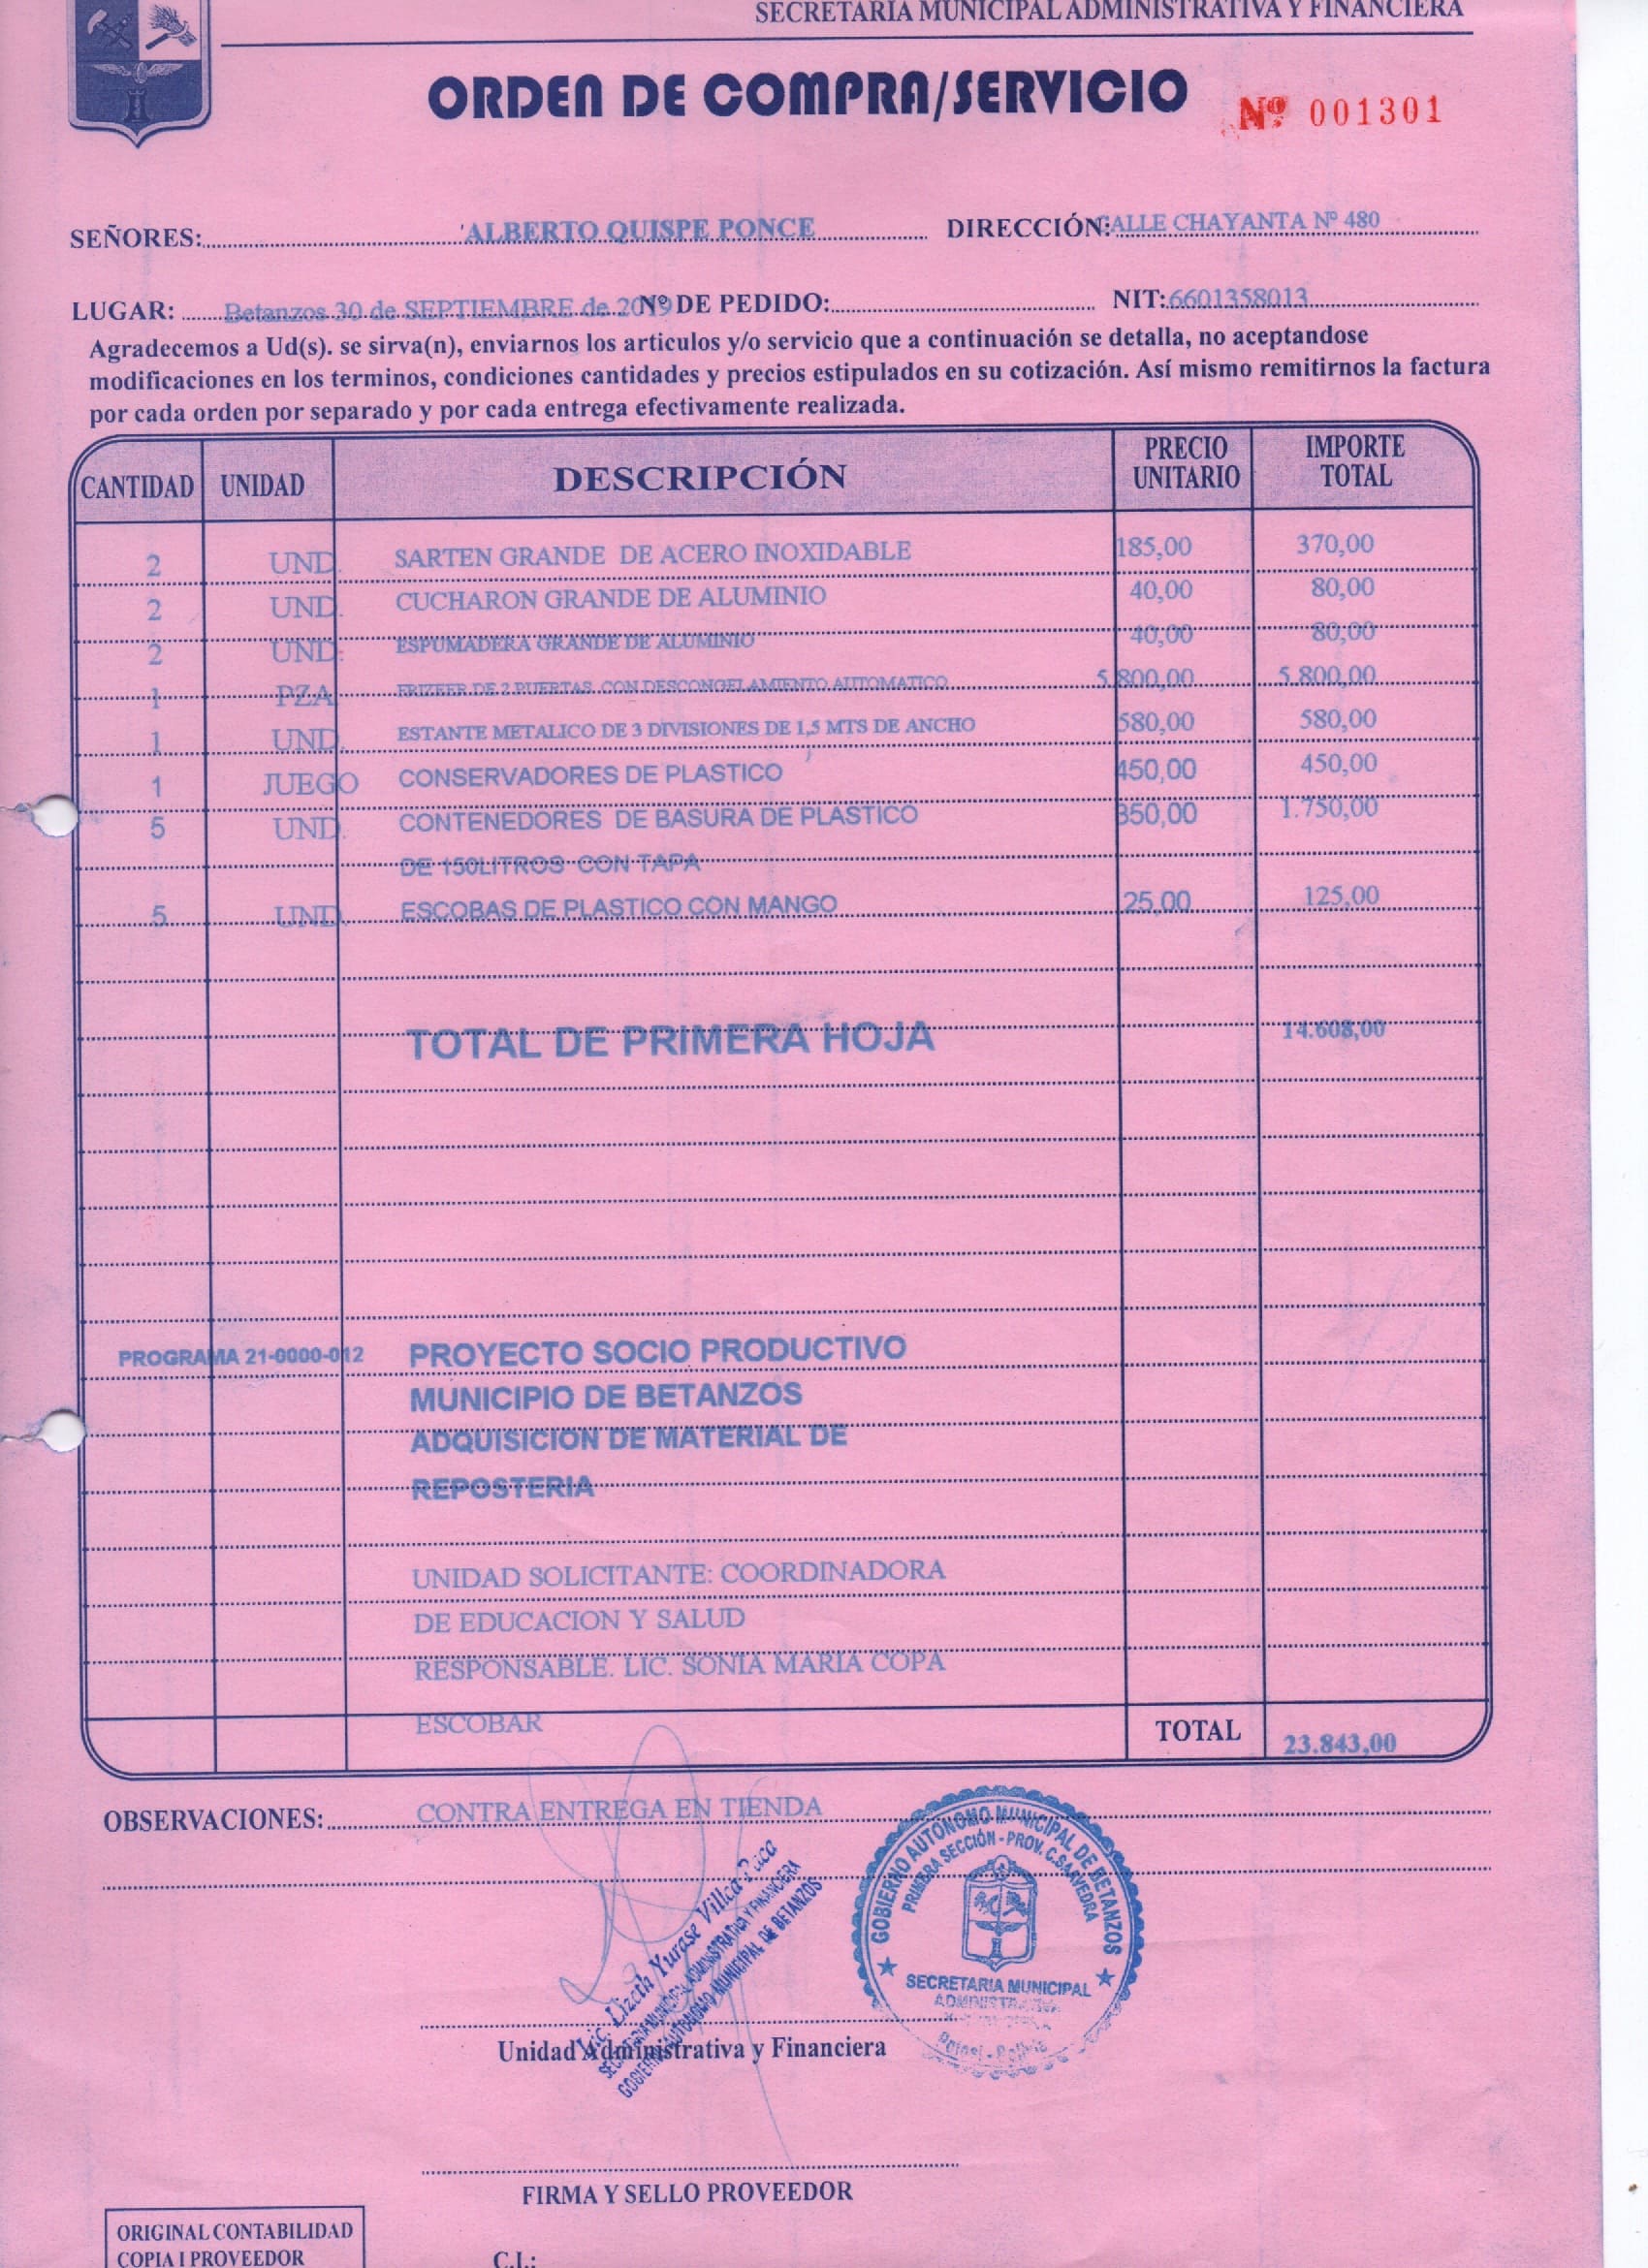 SECRETARIA MUNICIPAL ADMINISTRATIVA Y FINANCIERA
ORDEN DE COMPRA/SERVICIO
Nº 001301
SEÑORES: ALBERTO QUISPE PONCE DIRECCIÓN: CALLE CHAYANTA Nº 480
LUGAR: Betanzos 30 de SEPTIEMBRE de 2019 Nº DE PEDIDO: NIT: 6601358013
Agradecemos a Ud(s). se sirva(n), enviarnos los articulos y/o servicio que a continuación se detalla, no aceptandose
modificaciones en los terminos, condiciones cantidades y precios estipulados en su cotización. Así mismo remitirnos la factura
por cada orden por separado y por cada entrega efectivamente realizada.
CANTIDAD UNIDAD DESCRIPCIÓN PRECIO UNITARIO IMPORTE TOTAL
2 UND. SARTEN GRANDE DE ACERO INOXIDABLE 185,00 370,00
2 UND. CUCHARON GRANDE DE ALUMINIO 40,00 80,00
2 UND. ESPUMADERA GRANDE DE ALUMINIO 40,00 80,00
1 PZA FRIZEER DE 2 PUERTAS CON DESCONGELAMIENTO AUTOMATICO 5.800,00 5.800,00
1 UND. ESTANTE METALICO DE 3 DIVISIONES DE 1,5 MTS DE ANCHO 580,00 580,00
1 JUEGO CONSERVADORES DE PLASTICO 450,00 450,00
5 UND. CONTENEDORES DE BASURA DE PLASTICO 350,00 1.750,00
DE 150LITROS CON TAPA
5 UND. ESCOBAS DE PLASTICO CON MANGO 25,00 125,00
TOTAL DE PRIMERA HOJA 14.608,00
PROGRAMA 21-0000-012 PROYECTO SOCIO PRODUCTIVO
MUNICIPIO DE BETANZOS
ADQUISICION DE MATERIAL DE
REPOSTERIA
UNIDAD SOLICITANTE: COORDINADORA
DE EDUCACION Y SALUD
RESPONSABLE. LIC. SONIA MARIA COPA
ESCOBAR
TOTAL 23.843,00
OBSERVACIONES: CONTRA ENTREGA EN TIENDA
Lic. Lizeth Yurase Villca
SECRETARIA MUNICIPAL ADMINISTRATIVA Y FINANCIERA
GOBIERNO AUTONOMO MUNICIPAL DE BETANZOS
GOBIERNO AUTONOMO MUNICIPAL DE BETANZOS
PRIMERA SECCIÓN - PROV. C. SAAVEDRA
SECRETARIA MUNICIPAL
ADMINISTRATIVA
Potosí - Bolivia
Unidad Administrativa y Financiera
FIRMA Y SELLO PROVEEDOR
ORIGINAL CONTABILIDAD
COPIA I PROVEEDOR
C.I.: